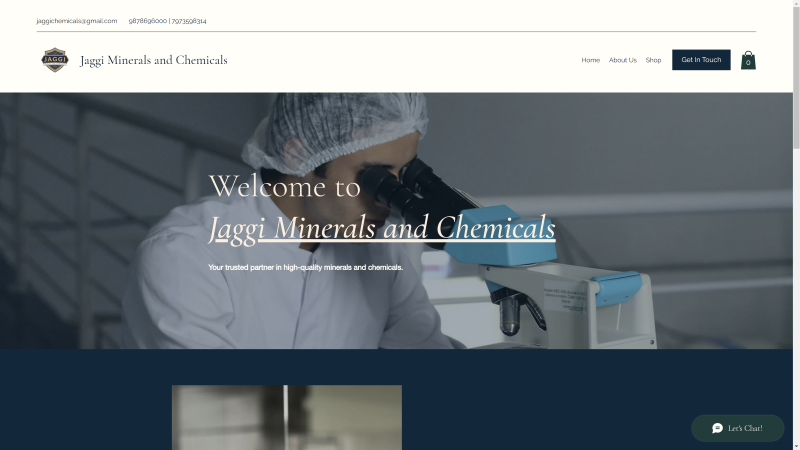 jaggichemicals@gmail.com 9878696000 | 7973598314
JAGGI
Jaggi Minerals and Chemicals
Home About Us Shop Get In Touch 0
Welcome to
Jaggi Minerals and Chemicals
Your trusted partner in high-quality minerals and chemicals.
Let's Chat!